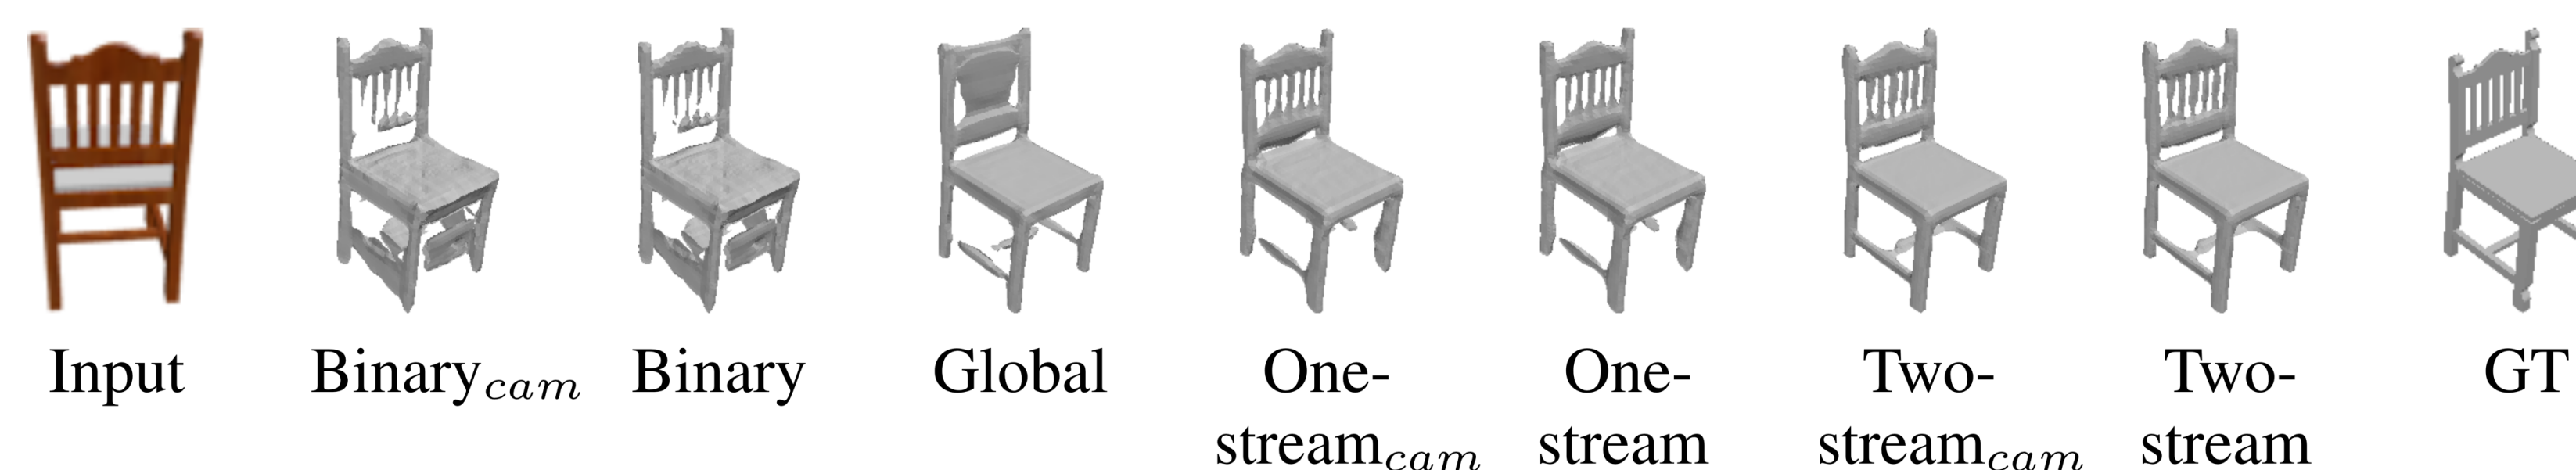 Input Binary_cam Binary Global One- One- Two- Two- GT
stream_cam stream stream_cam stream